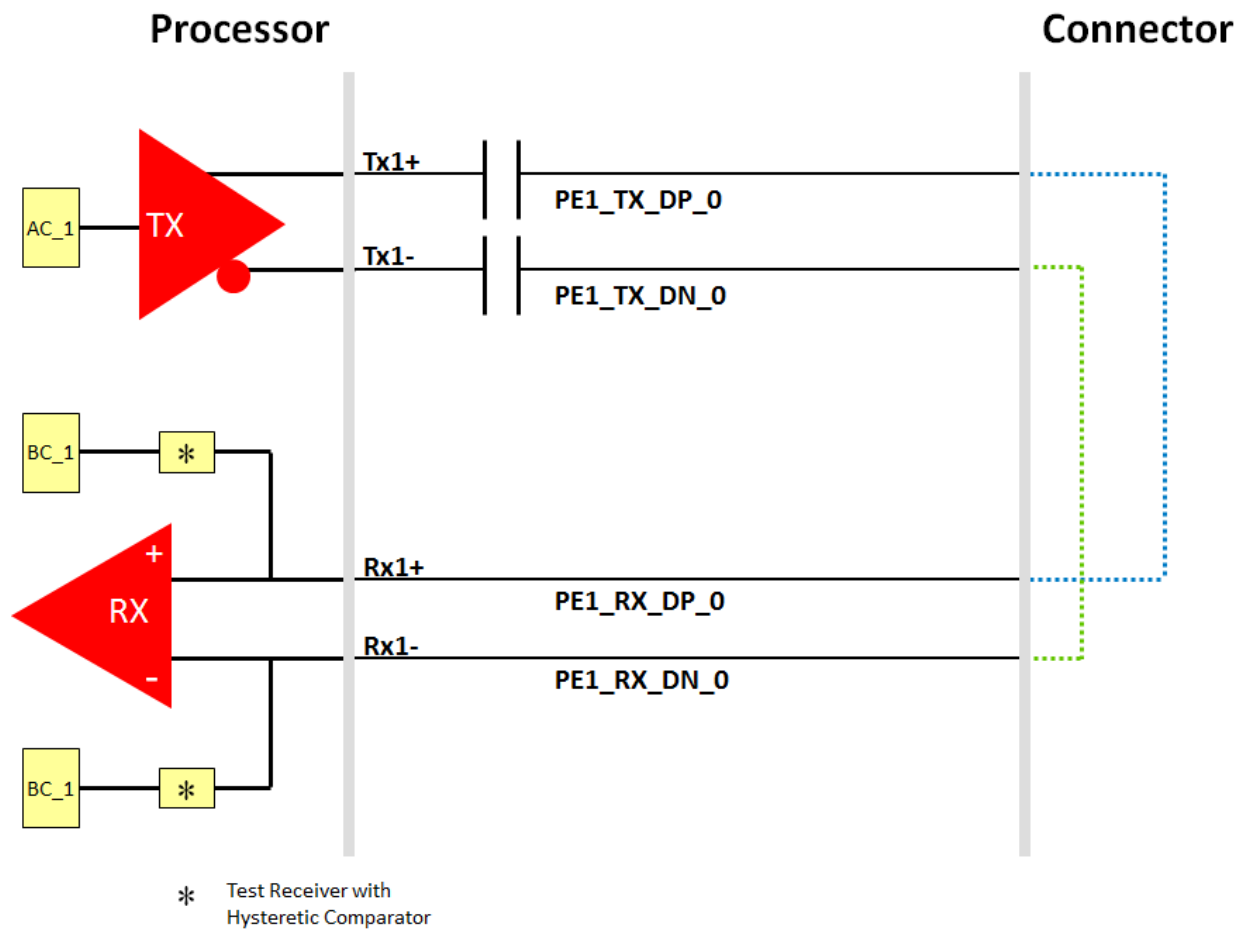 Processor
Connector
Tx1+
PE1_TX_DP_0
AC_1
TX
Tx1-
PE1_TX_DN_0
BC_1
*
+
Rx1+
PE1_RX_DP_0
RX
Rx1-
-
PE1_RX_DN_0
BC_1
*
* Test Receiver with
Hysteretic Comparator